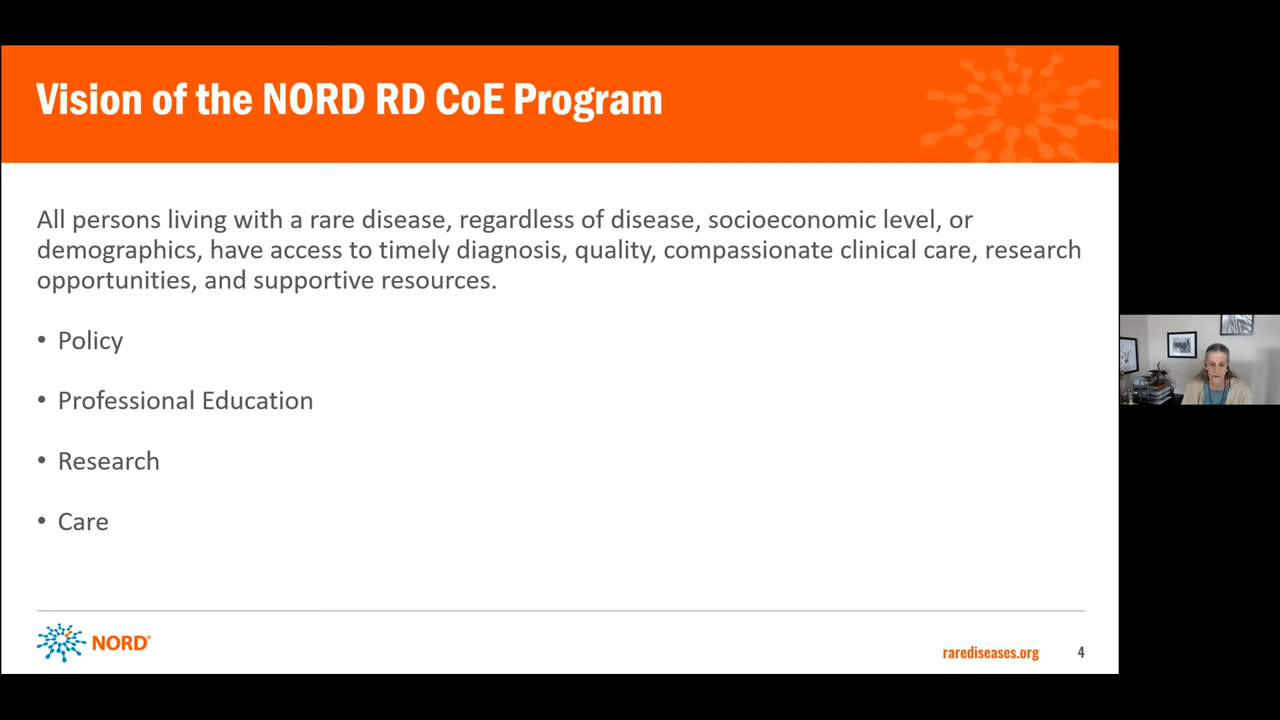 Vision of the NORD RD CoE Program
All persons living with a rare disease, regardless of disease, socioeconomic level, or
demographics, have access to timely diagnosis, quality, compassionate clinical care, research
opportunities, and supportive resources.
• Policy
• Professional Education
• Research
• Care
NORD®
rarediseases.org 4